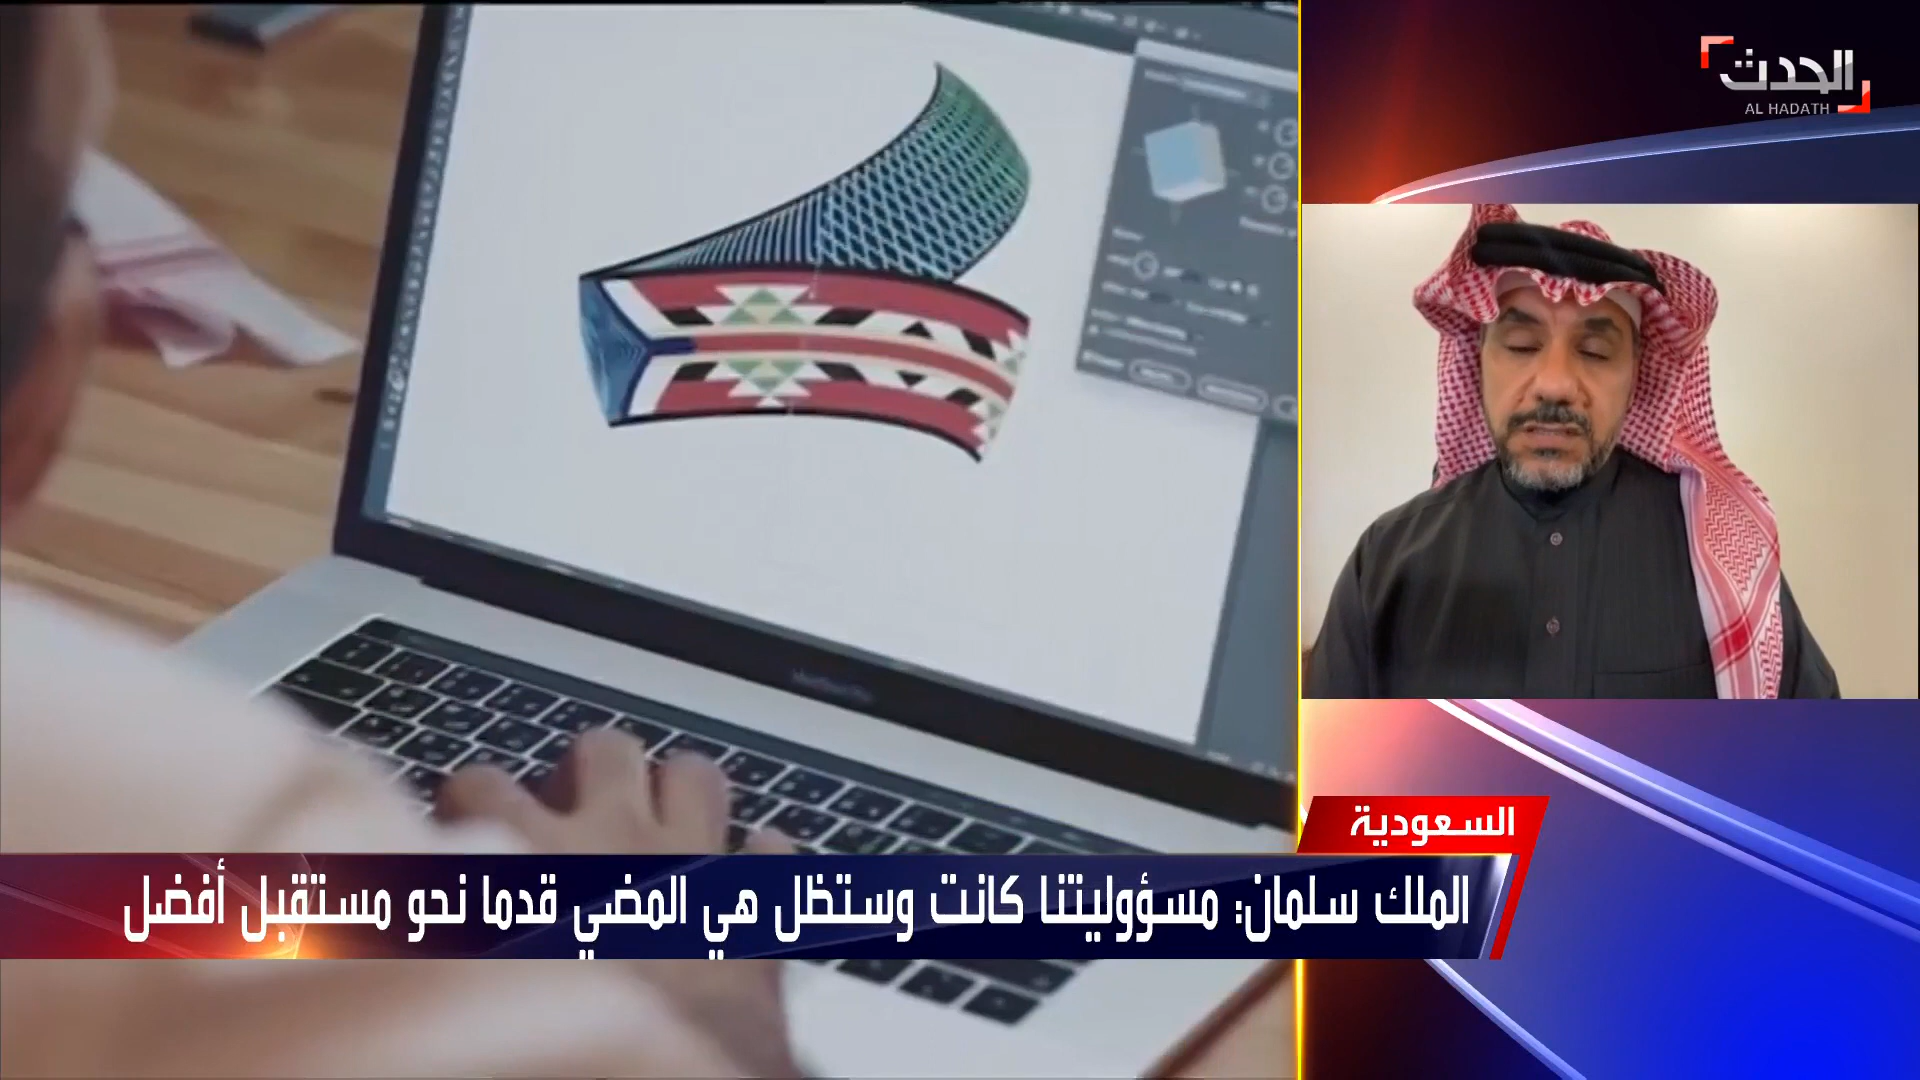 الحدث
AL HADATH
السعودية
الملك سلمان: مسؤوليتنا كانت وستظل هي المضي قدما نحو مستقبل أفضل